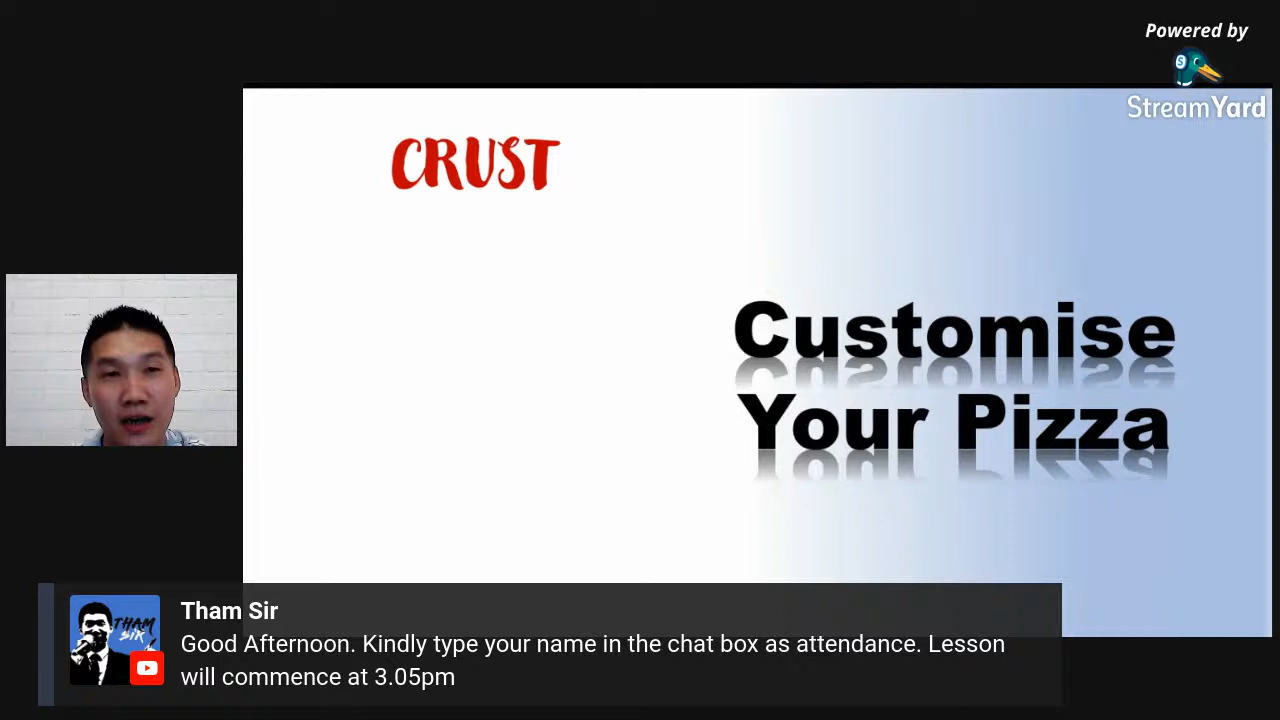 Powered by
StreamYard
CRUST
Customise
Your Pizza
THAM
SIR
Tham Sir
Good Afternoon. Kindly type your name in the chat box as attendance. Lesson
will commence at 3.05pm